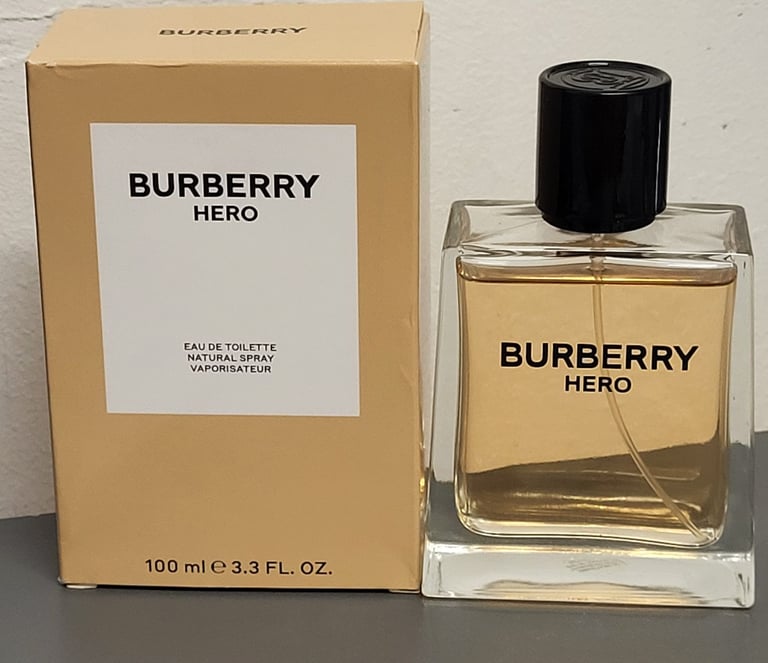 BURBERRY
BURBERRY
HERO
EAU DE TOILETTE
NATURAL SPRAY
VAPORISATEUR
100 ml ℮ 3.3 FL. OZ.
BURBERRY
HERO